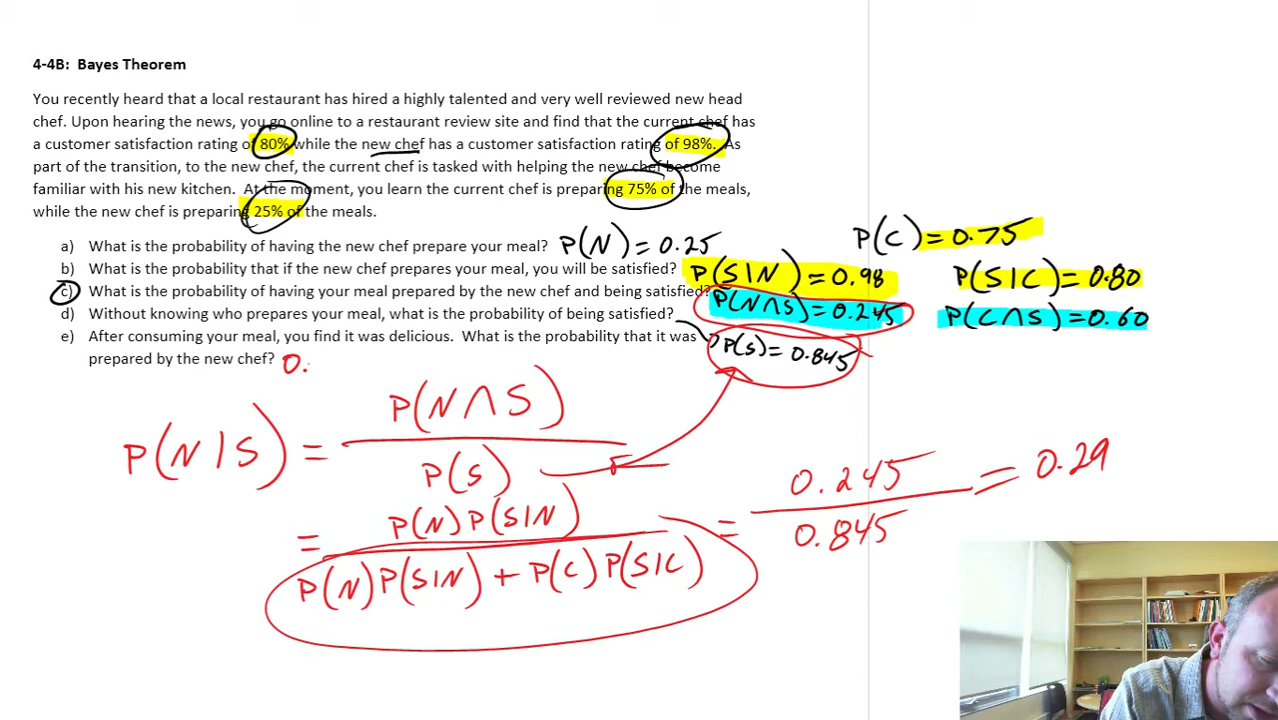 4-4B: Bayes Theorem
You recently heard that a local restaurant has hired a highly talented and very well reviewed new head
chef. Upon hearing the news, you go online to a restaurant review site and find that the current chef has
a customer satisfaction rating of 80% while the new chef has a customer satisfaction rating of 98%. As
part of the transition, to the new chef, the current chef is tasked with helping the new chef become
familiar with his new kitchen. At the moment, you learn the current chef is preparing 75% of the meals,
while the new chef is preparing 25% of the meals.
a) What is the probability of having the new chef prepare your meal? P(N) = 0.25
P(C) = 0.75
b) What is the probability that if the new chef prepares your meal, you will be satisfied? P(S|N) = 0.98 P(S|C) = 0.80
c) What is the probability of having your meal prepared by the new chef and being satisfied? P(N∩S) = 0.245 P(C∩S) = 0.60
d) Without knowing who prepares your meal, what is the probability of being satisfied?
e) After consuming your meal, you find it was delicious. What is the probability that it was P(S) = 0.845
prepared by the new chef? 0.
P(N|S) = P(N∩S)
P(S)
= P(N)P(S|N)
P(N)P(S|N) + P(C)P(S|C)
= 0.245
0.845
= 0.29